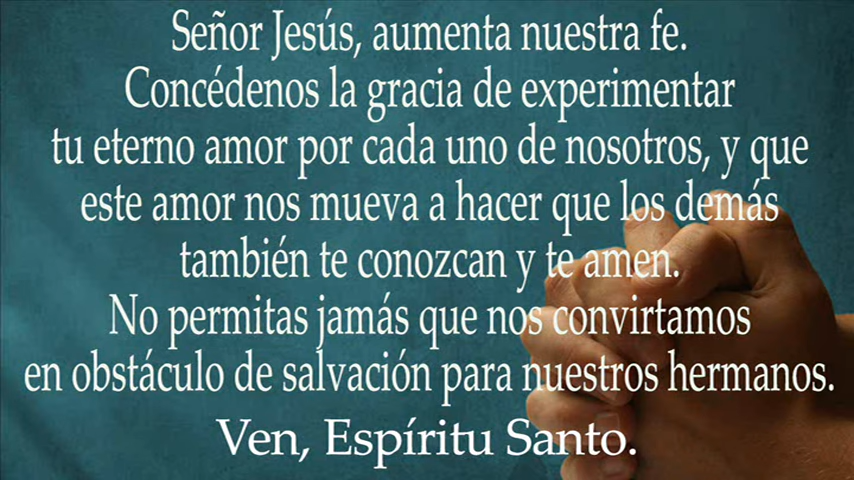 Señor Jesús, aumenta nuestra fe.
Concédenos la gracia de experimentar
tu eterno amor por cada uno de nosotros, y que
este amor nos mueva a hacer que los demás
también te conozcan y te amen.
No permitas jamás que nos convirtamos
en obstáculo de salvación para nuestros hermanos.
Ven, Espíritu Santo.